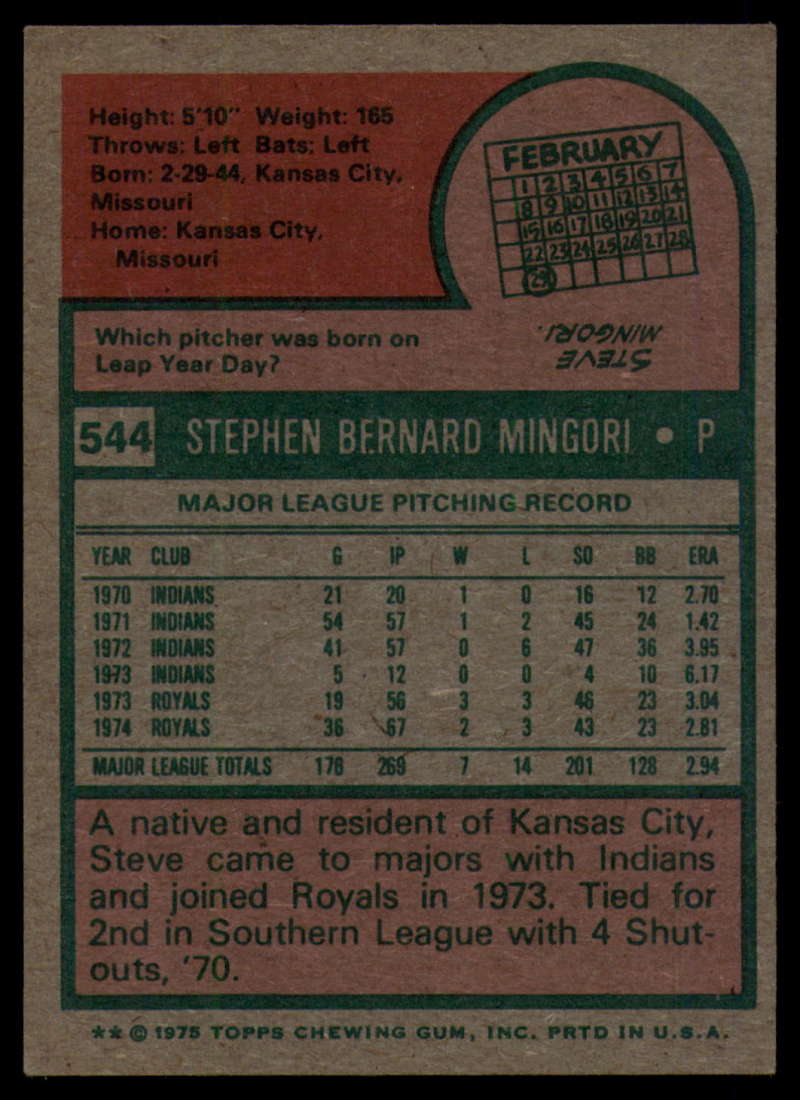 Height: 5'10" Weight: 165
Throws: Left Bats: Left
Born: 2-29-44, Kansas City,
Missouri
Home: Kansas City,
Missouri
FEBRUARY
1 2 3 4 5 6 7
8 9 10 11 12 13 14
15 16 17 18 19 20 21
22 23 24 25 26 27 28
29
Which pitcher was born on
Leap Year Day?
STEVE
MINGORI.
544 STEPHEN BERNARD MINGORI • P
MAJOR LEAGUE PITCHING RECORD
YEAR CLUB G IP W L SO BB ERA
1970 INDIANS 21 20 1 0 16 12 2.70
1971 INDIANS 54 57 1 2 45 24 1.42
1972 INDIANS 41 57 0 6 47 36 3.95
1973 INDIANS 5 12 0 0 4 10 6.17
1973 ROYALS 19 56 3 3 46 23 3.04
1974 ROYALS 36 67 2 3 43 23 2.81
MAJOR LEAGUE TOTALS 176 269 7 14 201 128 2.94
A native and resident of Kansas City,
Steve came to majors with Indians
and joined Royals in 1973. Tied for
2nd in Southern League with 4 Shut-
outs, '70.
** © 1975 TOPPS CHEWING GUM, INC. PRTD IN U.S.A.